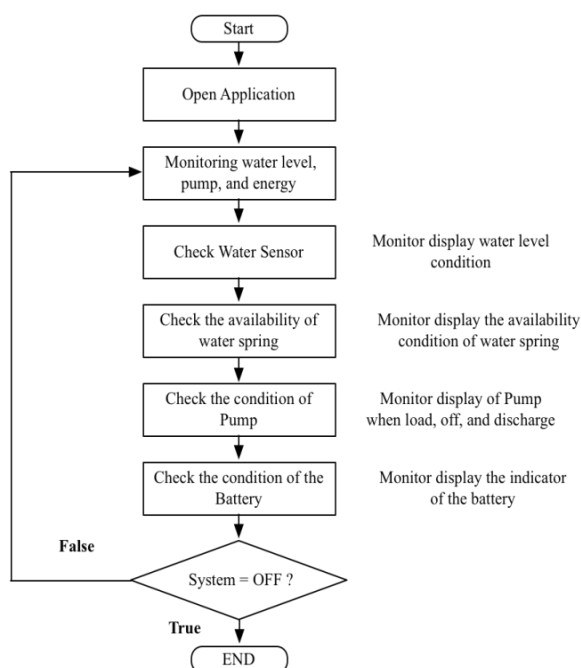 Start
Open Application
Monitoring water level,
pump, and energy
Check Water Sensor
Monitor display water level
condition
Check the availability of
water spring
Monitor display the availability
condition of water spring
Check the condition of
Pump
Monitor display of Pump
when load, off, and discharge
Check the condition of the
Battery
Monitor display the indicator
of the battery
False
System = OFF ?
True
END